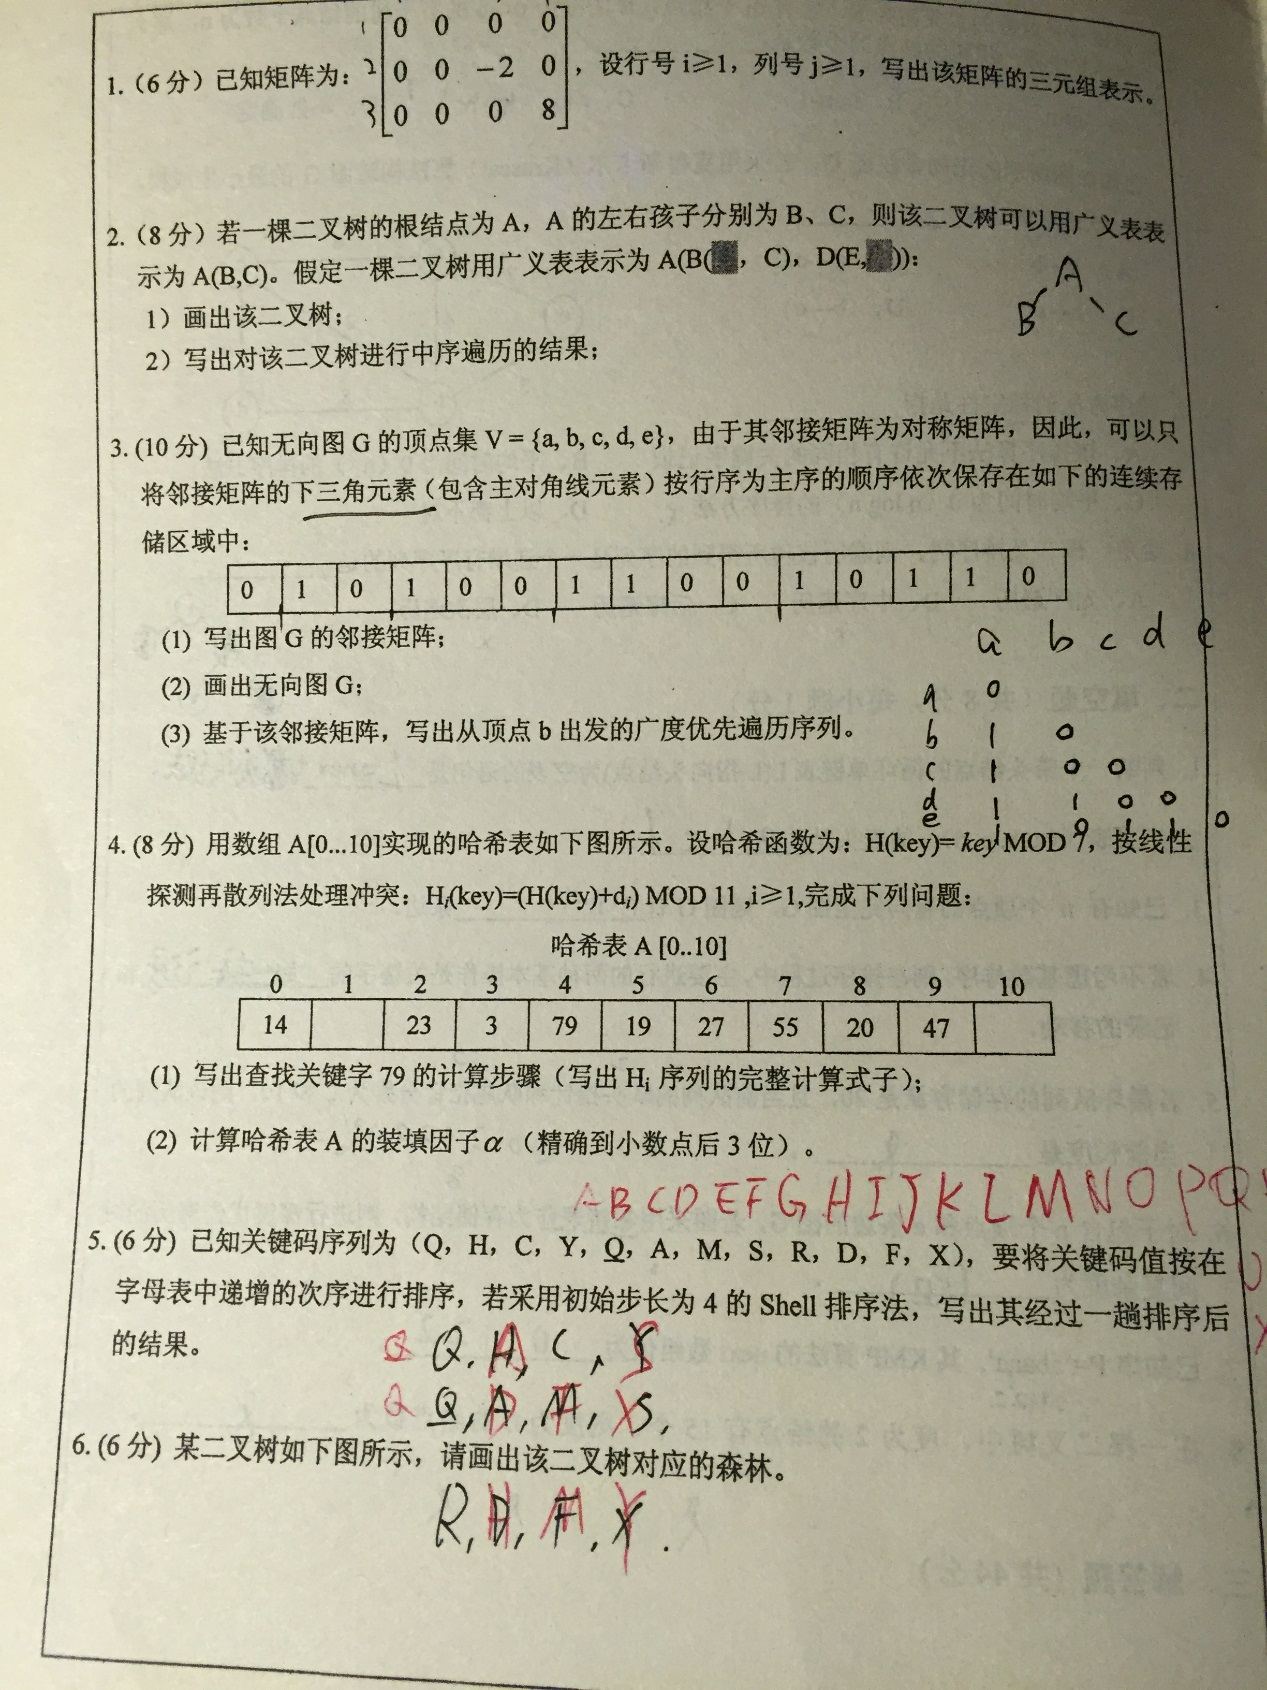 1 0 0 0 0
1.（6 分）已知矩阵为：2 0 0 −2 0 ，设行号 i≥1，列号 j≥1，写出该矩阵的三元组表示。
3 0 0 0 8
2.（8 分）若一棵二叉树的根结点为 A，A 的左右孩子分别为 B、C，则该二叉树可以用广义表表
示为 A(B,C)。假定一棵二叉树用广义表表示为 A(B( ，C)，D(E, ))：
A
B C
1）画出该二叉树；
2）写出对该二叉树进行中序遍历的结果；
3. (10 分) 已知无向图 G 的顶点集 V = {a, b, c, d, e}，由于其邻接矩阵为对称矩阵，因此，可以只
将邻接矩阵的下三角元素（包含主对角线元素）按行序为主序的顺序依次保存在如下的连续存
储区域中：
0 1 0 1 0 0 1 1 0 0 1 0 1 1 0
(1) 写出图 G 的邻接矩阵；
(2) 画出无向图 G；
(3) 基于该邻接矩阵，写出从顶点 b 出发的广度优先遍历序列。
a b c d e
a 0
b 1 0
c 1 0 0
d 1 1 0 0
e 1 0 1 1 0
4. (8 分) 用数组 A[0...10]实现的哈希表如下图所示。设哈希函数为：H(key)= key MOD ，按线性
探测再散列法处理冲突：Hi(key)=(H(key)+di) MOD 11 ,i≥1,完成下列问题：
哈希表 A [0..10]
0 1 2 3 4 5 6 7 8 9 10
14 23 3 79 19 27 55 20 47
(1) 写出查找关键字 79 的计算步骤（写出 Hi 序列的完整计算式子）；
(2) 计算哈希表 A 的装填因子α （精确到小数点后 3 位）。
A B C D E F G H I J K L M N O P Q
5. (6 分) 已知关键码序列为（Q，H，C，Y，Q，A，M，S，R，D，F，X），要将关键码值按在
字母表中递增的次序进行排序，若采用初始步长为 4 的 Shell 排序法，写出其经过一趟排序后
的结果。
Q Q, H, C, Y
Q Q, A, M, S,
6. (6 分) 某二叉树如下图所示，请画出该二叉树对应的森林。
R, D, F, X.